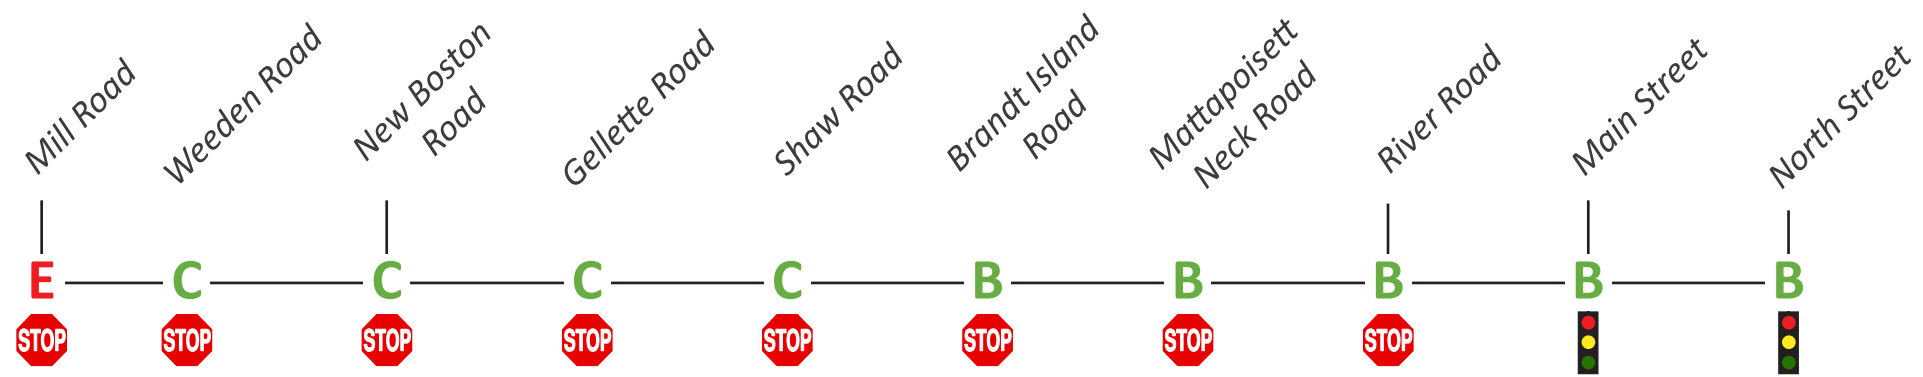 Mill Road
Weeden Road
New Boston
Road
Gellette Road
Shaw Road
Brandt Island
Road
Mattapoisett
Neck Road
River Road
Main Street
North Street
E C C C C B B B B B
STOP STOP STOP STOP STOP STOP STOP STOP